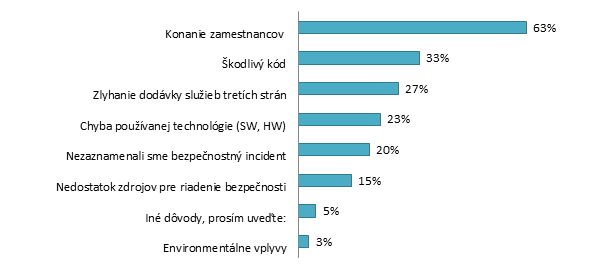 Konanie zamestnancov 63%
Škodlivý kód 33%
Zlyhanie dodávky služieb tretích strán 27%
Chyba používanej technológie (SW, HW) 23%
Nezaznamenali sme bezpečnostný incident 20%
Nedostatok zdrojov pre riadenie bezpečnosti 15%
Iné dôvody, prosím uveďte: 5%
Environmentálne vplyvy 3%